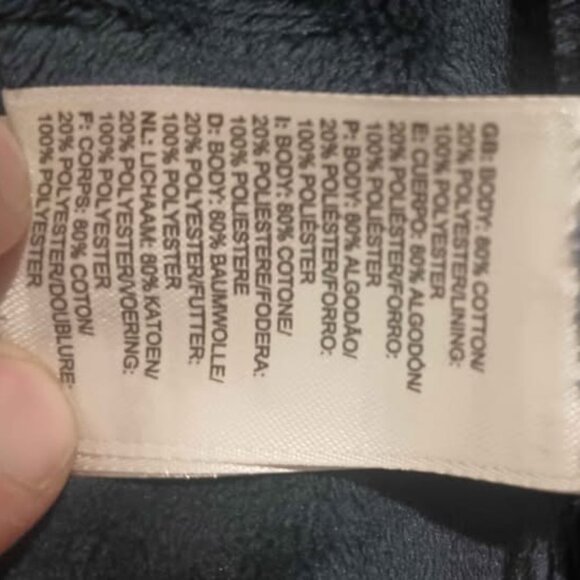 GB: BODY: 80% COTTON/
20% POLYESTER/LINING:
100% POLYESTER
E: CUERPO: 80% ALGODÓN/
20% POLIÉSTER/FORRO:
100% POLIÉSTER
P: BODY: 80% ALGODÃO/
20% POLIÉSTER/FORRO:
100% POLIÉSTER
I: BODY: 80% COTONE/
20% POLIESTERE/FODERA:
100% POLIESTERE
D: BODY: 80% BAUMWOLLE/
20% POLYESTER/FUTTER:
100% POLYESTER
NL: LICHAAM: 80% KATOEN/
20% POLYESTER/VOERING:
100% POLYESTER
F: CORPS: 80% COTON/
20% POLYESTER/DOUBLURE:
100% POLYESTER